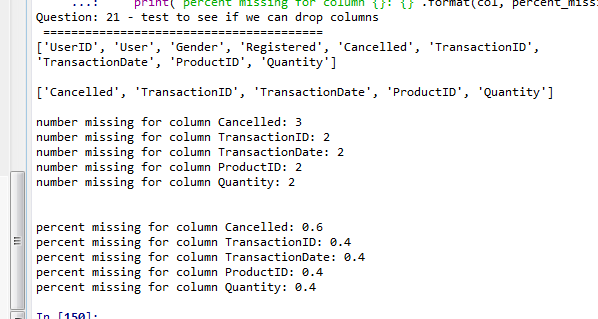 ...:     print( percent missing for column {}: {} .format(col, percent_miss
Question: 21 - test to see if we can drop columns
======================================
['UserID', 'User', 'Gender', 'Registered', 'Cancelled', 'TransactionID',
'TransactionDate', 'ProductID', 'Quantity']
['Cancelled', 'TransactionID', 'TransactionDate', 'ProductID', 'Quantity']
number missing for column Cancelled: 3
number missing for column TransactionID: 2
number missing for column TransactionDate: 2
number missing for column ProductID: 2
number missing for column Quantity: 2
percent missing for column Cancelled: 0.6
percent missing for column TransactionID: 0.4
percent missing for column TransactionDate: 0.4
percent missing for column ProductID: 0.4
percent missing for column Quantity: 0.4
In [150]: